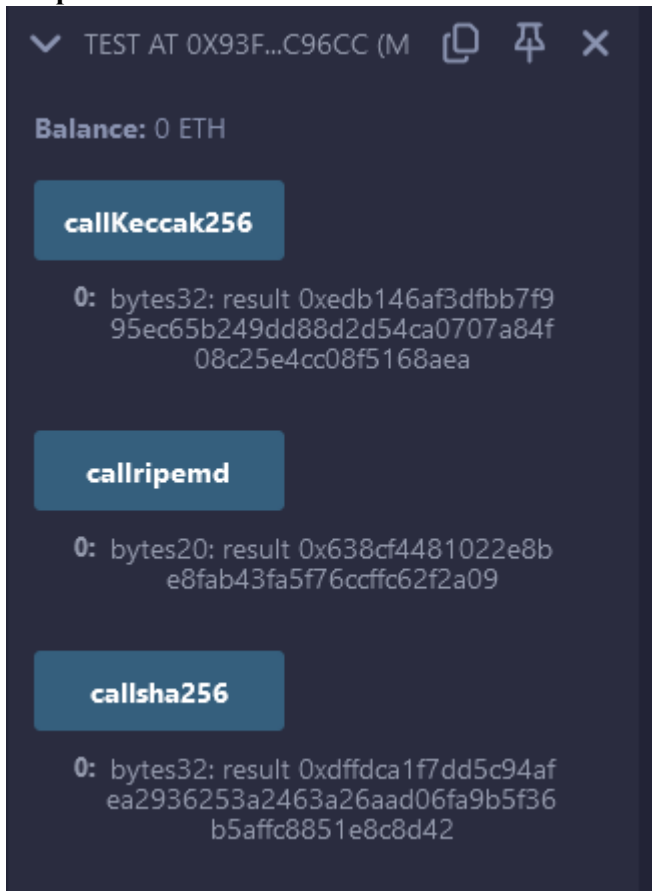 TEST AT 0X93F...C96CC (M
Balance: 0 ETH
callKeccak256
0: bytes32: result 0xedb146af3dfbb7f9
95ec65b249dd88d2d54ca0707a84f
08c25e4cc08f5168aea
callripemd
0: bytes20: result 0x638cf4481022e8b
e8fab43fa5f76ccffc62f2a09
callsha256
0: bytes32: result 0xdffdca1f7dd5c94af
ea2936253a2463a26aad06fa9b5f36
b5affc8851e8c8d42